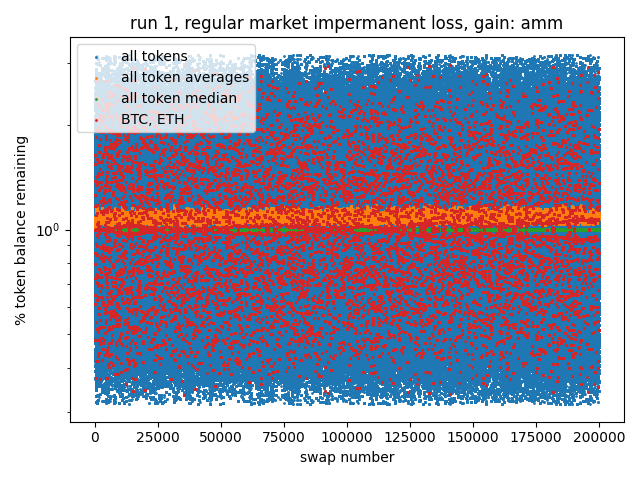 run 1, regular market impermanent loss, gain: amm
all tokens
all token averages
all token median
BTC, ETH
% token balance remaining
10^0
0 25000 50000 75000 100000 125000 150000 175000 200000
swap number